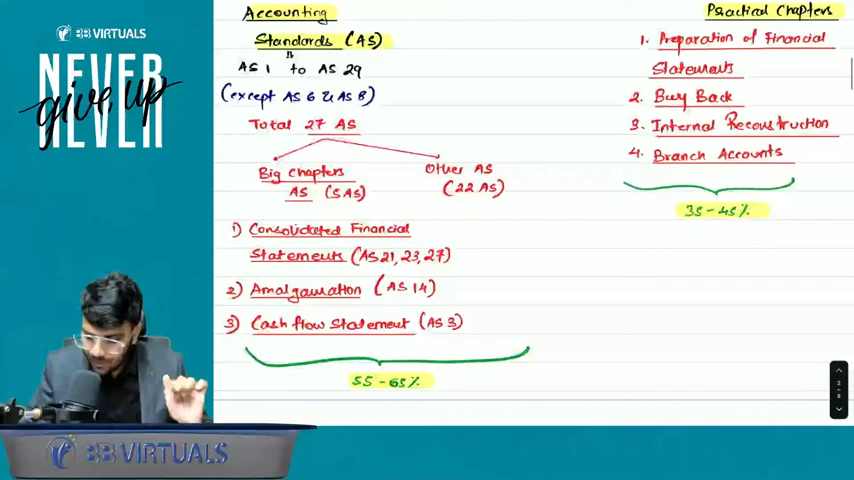 BB VIRTUALS
NEVER
give up
NEVER
Accounting
Standards (AS)
AS 1 to AS 29
(except AS 6 & AS 8)
Total 27 AS
Big Chapters
AS (5 AS)
Other AS
(22 AS)
1) Consolidated Financial
Statements (AS 21, 23, 27)
2) Amalgamation (AS 14)
3) Cash flow Statement (AS 3)
55-65%
Practical Chapters
1. Preparation of Financial
Statements
2. Buy Back
3. Internal Reconstruction
4. Branch Accounts
35-45%
BB VIRTUALS